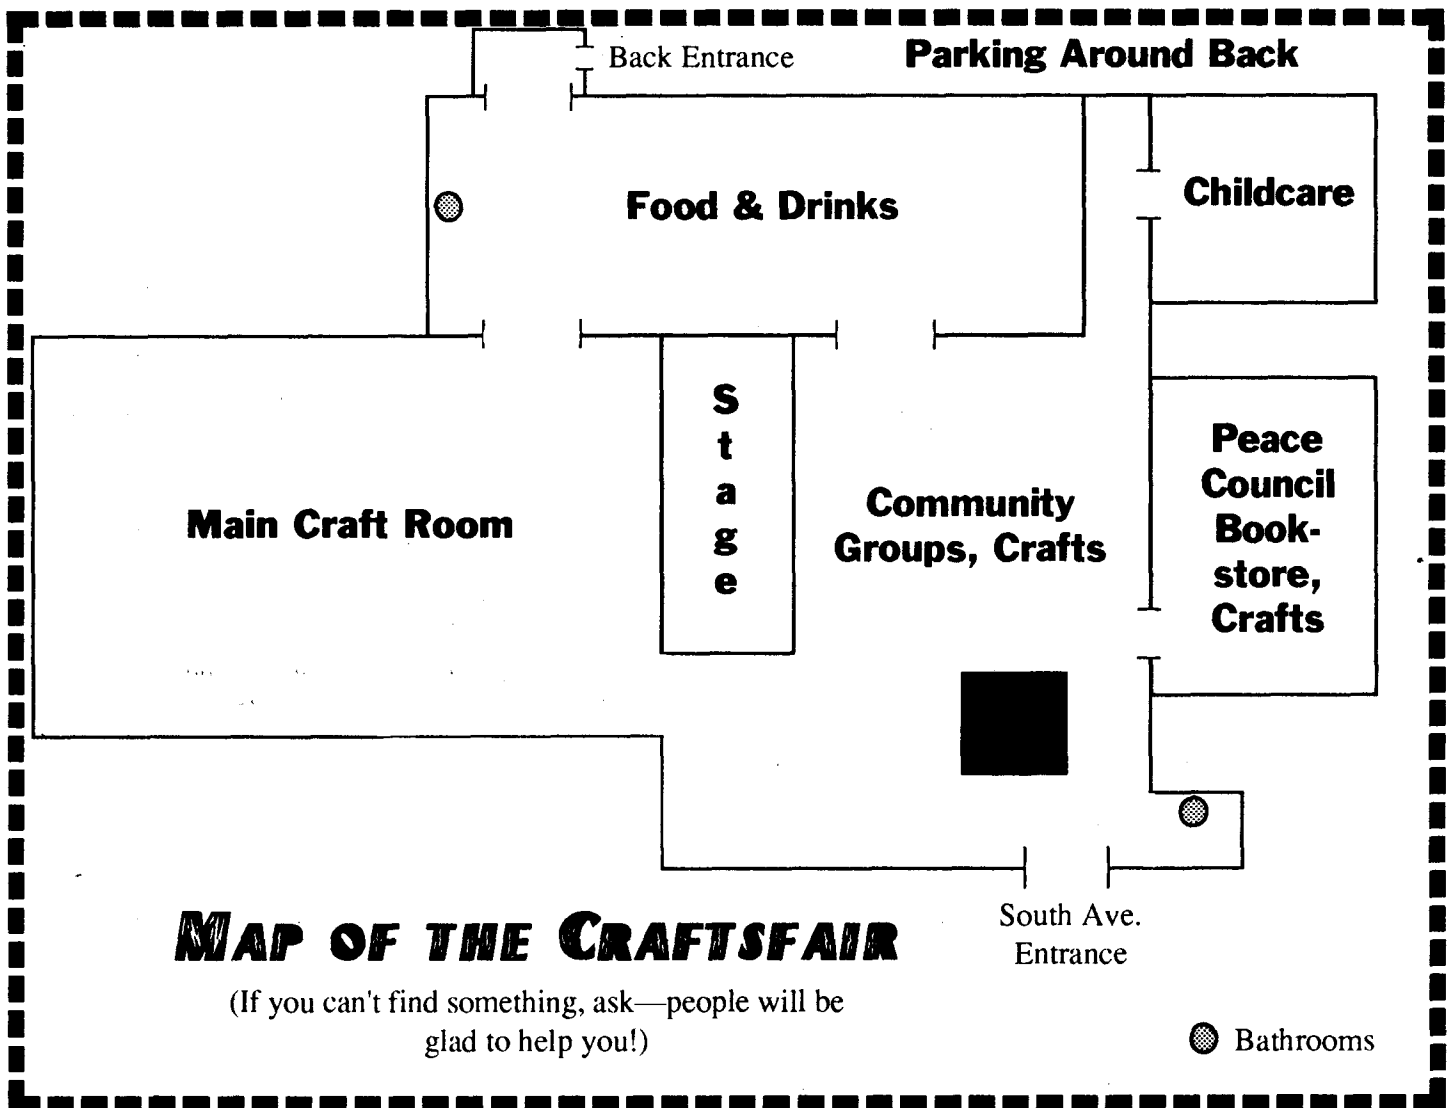 Back Entrance
Parking Around Back
Food & Drinks
Childcare
Stage
Main Craft Room
Community
Groups, Crafts
Peace
Council
Book-
store,
Crafts
South Ave.
Entrance
Map of the Craftsfair
(If you can't find something, ask—people will be
glad to help you!)
Bathrooms